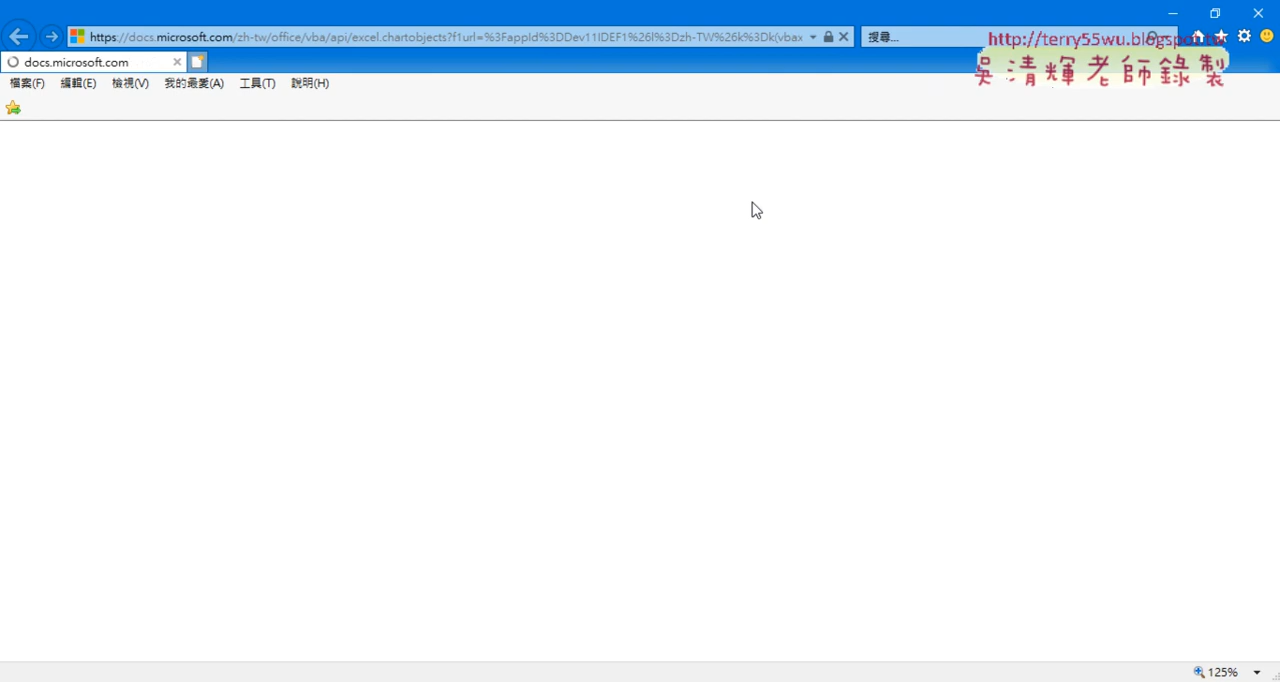 https://docs.microsoft.com/zh-tw/office/vba/api/excel.chartobjects?f1url=%3FappId%3DDev11IDEF1%26l%3Dzh-TW%26k%3Dk(vbax
搜尋...
http://terry55wu.blogspot.tw
吳清輝老師錄製
docs.microsoft.com
檔案(F) 編輯(E) 檢視(V) 我的最愛(A) 工具(T) 說明(H)
125%